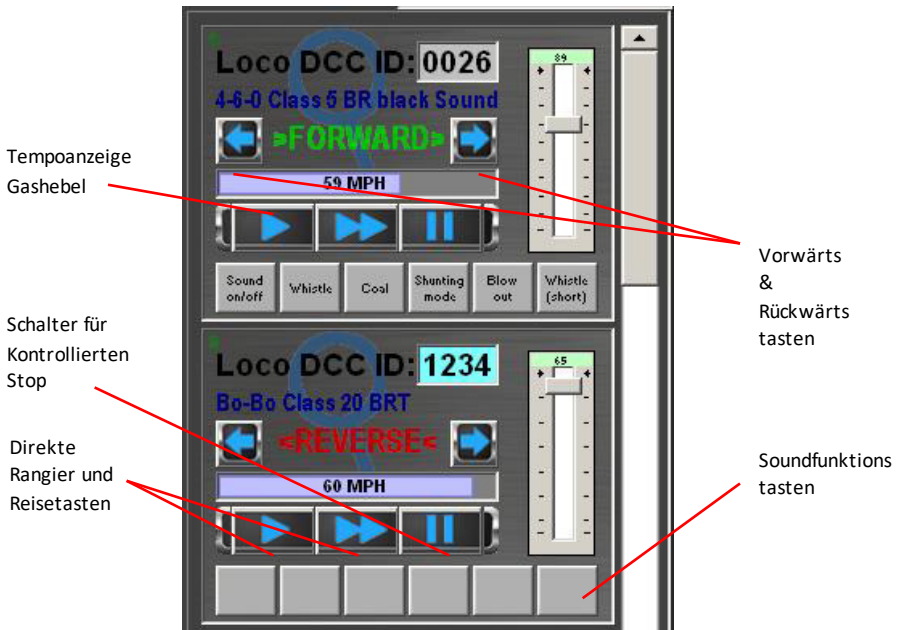 Tempoanzeige
Gashebel
Schalter für
Kontrollierten
Stop
Direkte
Rangier und
Reisetasten
Loco DCC ID: 0026
4-6-0 Class 5 BR black Sound
>FORWARD>
59 MPH
89
Sound on/off
Whistle
Coal
Shunting mode
Blow out
Whistle (short)
Loco DCC ID: 1234
Bo-Bo Class 20 BRT
<REVERSE<
60 MPH
65
Vorwärts
&
Rückwärts
tasten
Soundfunktions
tasten